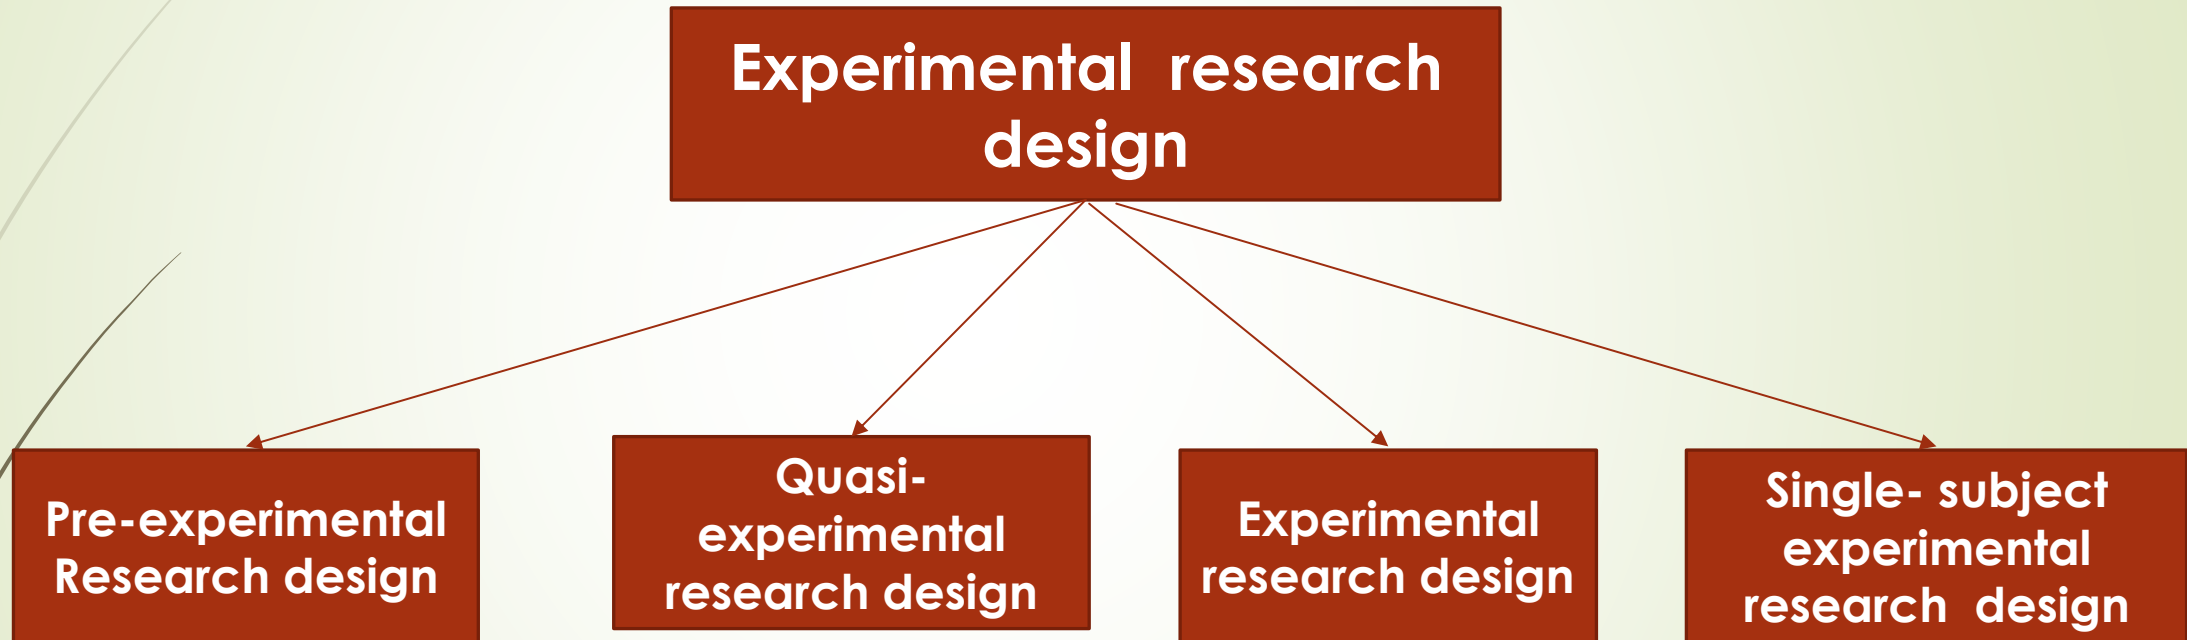 Experimental  research
design
Pre-experimental
Research design
Quasi-
experimental
research design
Experimental
research design
Single- subject
experimental
research  design